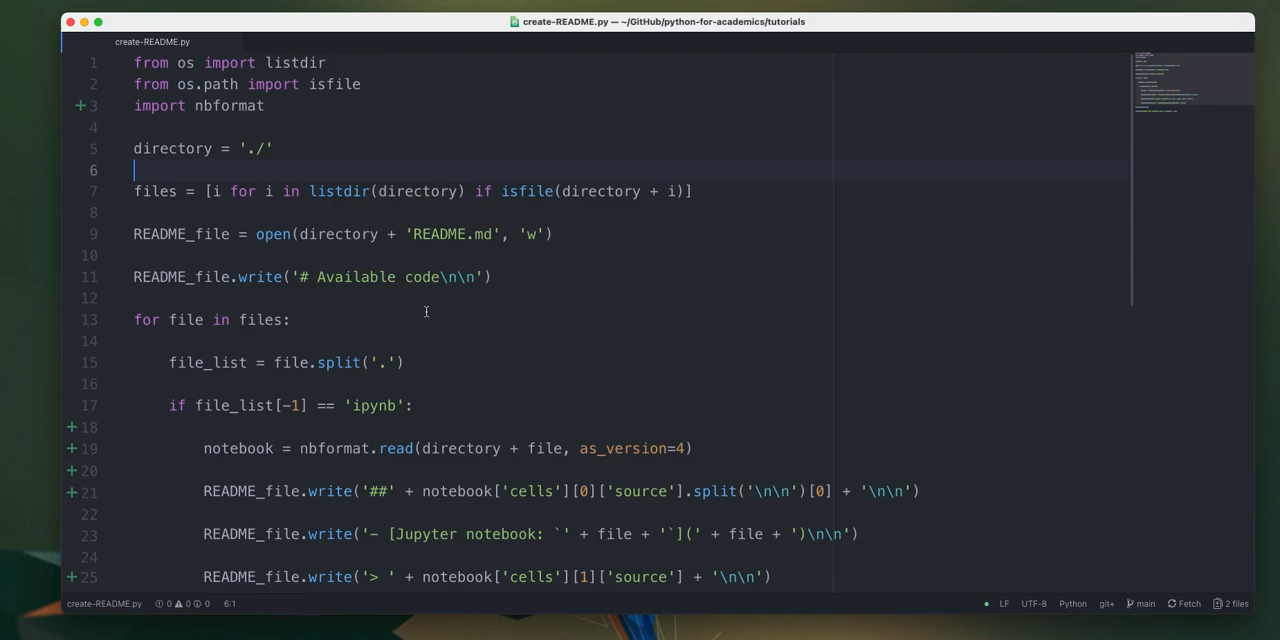 create-README.py — ~/GitHub/python-for-academics/tutorials
create-README.py
1 from os import listdir
2 from os.path import isfile
+ 3 import nbformat
4
5 directory = './'
6
7 files = [i for i in listdir(directory) if isfile(directory + i)]
8
9 README_file = open(directory + 'README.md', 'w')
10
11 README_file.write('# Available code\n\n')
12
13 for file in files:
14
15 file_list = file.split('.')
16
17 if file_list[-1] == 'ipynb':
+ 18
+ 19 notebook = nbformat.read(directory + file, as_version=4)
+ 20
+ 21 README_file.write('##' + notebook['cells'][0]['source'].split('\n\n')[0] + '\n\n')
22
23 README_file.write('- [Jupyter notebook: `' + file + '`](' + file + ')\n\n')
24
+ 25 README_file.write('> ' + notebook['cells'][1]['source'] + '\n\n')
create-README.py 0 0 0 6:1 LF UTF-8 Python git+ main Fetch 2 files